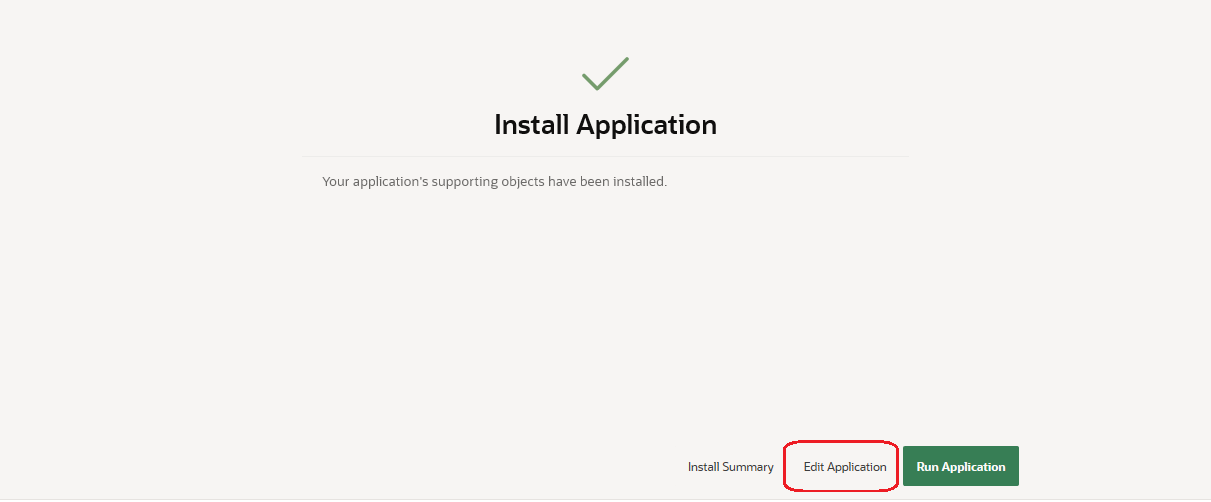 Install Application
Your application's supporting objects have been installed.
Install Summary Edit Application Run Application